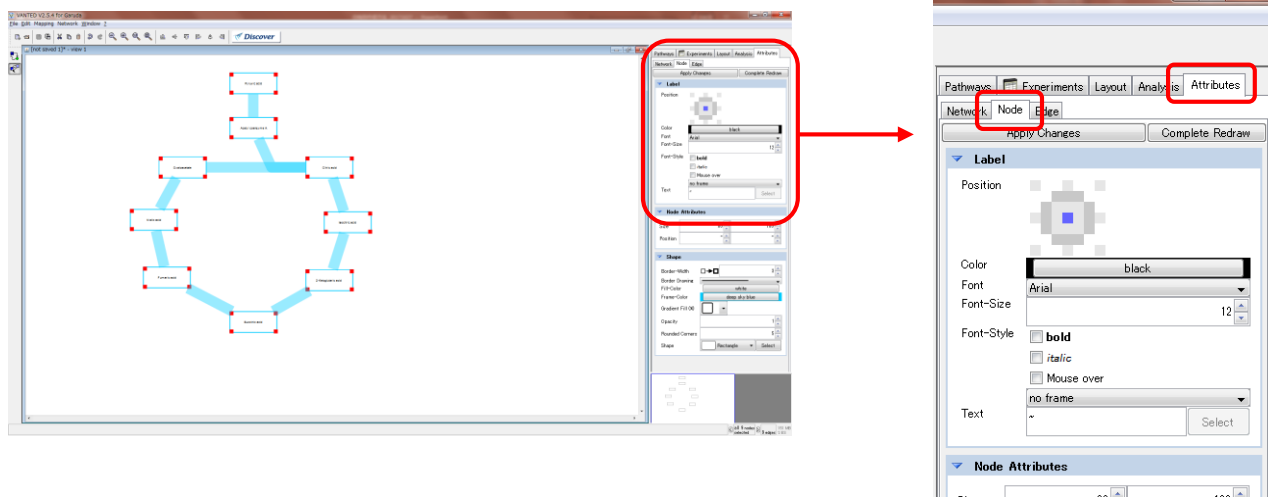 VANTED V2.5.4 for Garuda
File Edit Mapping Network Window ?
Discover
[not saved 1]* - view 1
Pathways Experiments Layout Analysis Attributes
Network Node Edge
Apply Changes Complete Redraw
Label
Position
Color black
Font Arial
Font-Size 12
Font-Style bold
italic
Mouse over
no frame
Text ~ Select
Node Attributes
Size
Position
Shape
Border-Width
Border Drawing
Fill-Color white
Frame-Color deep sky blue
Gradient Fill
Opacity
Rounded Corners
Shape Rectangle Select
Pathways Experiments Layout Analysis Attributes
Network Node Edge
Apply Changes Complete Redraw
Label
Position
Color black
Font Arial
Font-Size 12
Font-Style bold
italic
Mouse over
no frame
Text ~ Select
Node Attributes